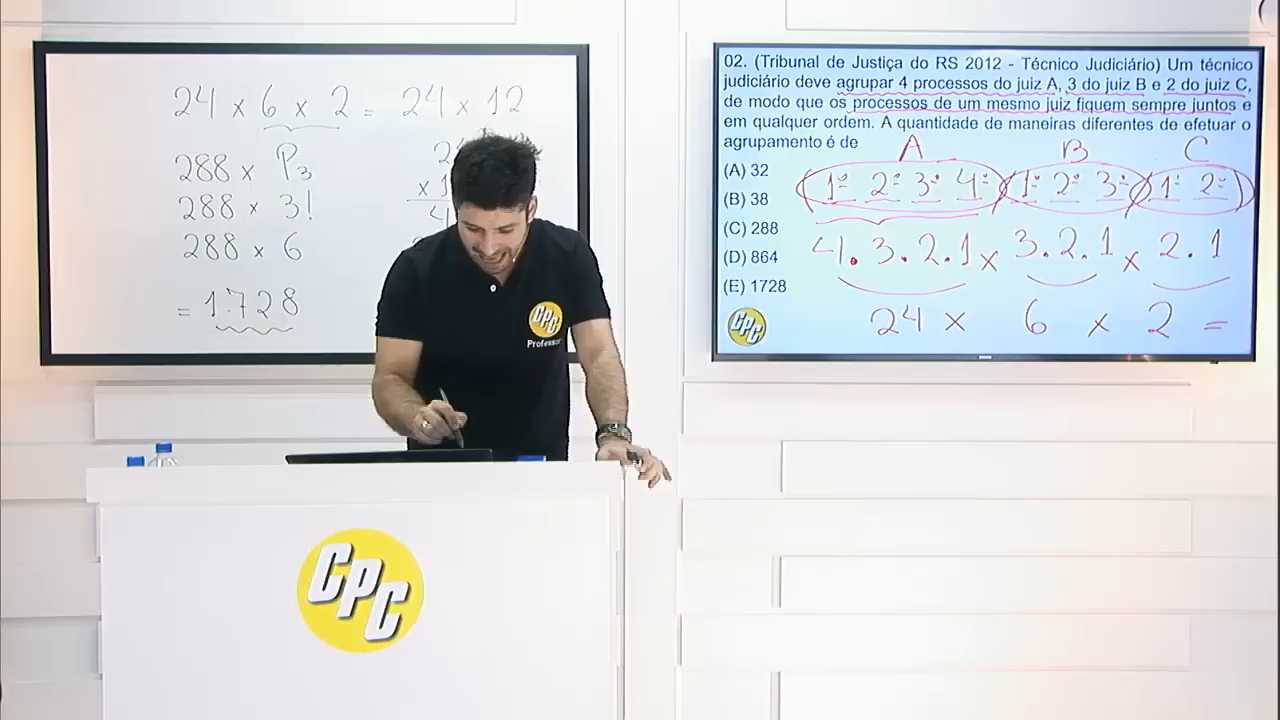 24 × 6 × 2 = 24 × 12
288 × P3
288 × 3!
288 × 6
= 1.728
02. (Tribunal de Justiça do RS 2012 - Técnico Judiciário) Um técnico
judiciário deve agrupar 4 processos do juiz A, 3 do juiz B e 2 do juiz C,
de modo que os processos de um mesmo juiz fiquem sempre juntos e
em qualquer ordem. A quantidade de maneiras diferentes de efetuar o
agrupamento é de
(A) 32
(B) 38
(C) 288
(D) 864
(E) 1728
A B C
1º 2º 3º 4º 1º 2º 3º 1º 2º
4.3.2.1 × 3.2.1 × 2.1
24 × 6 × 2 =
CPC
CPC
Professor
CPC